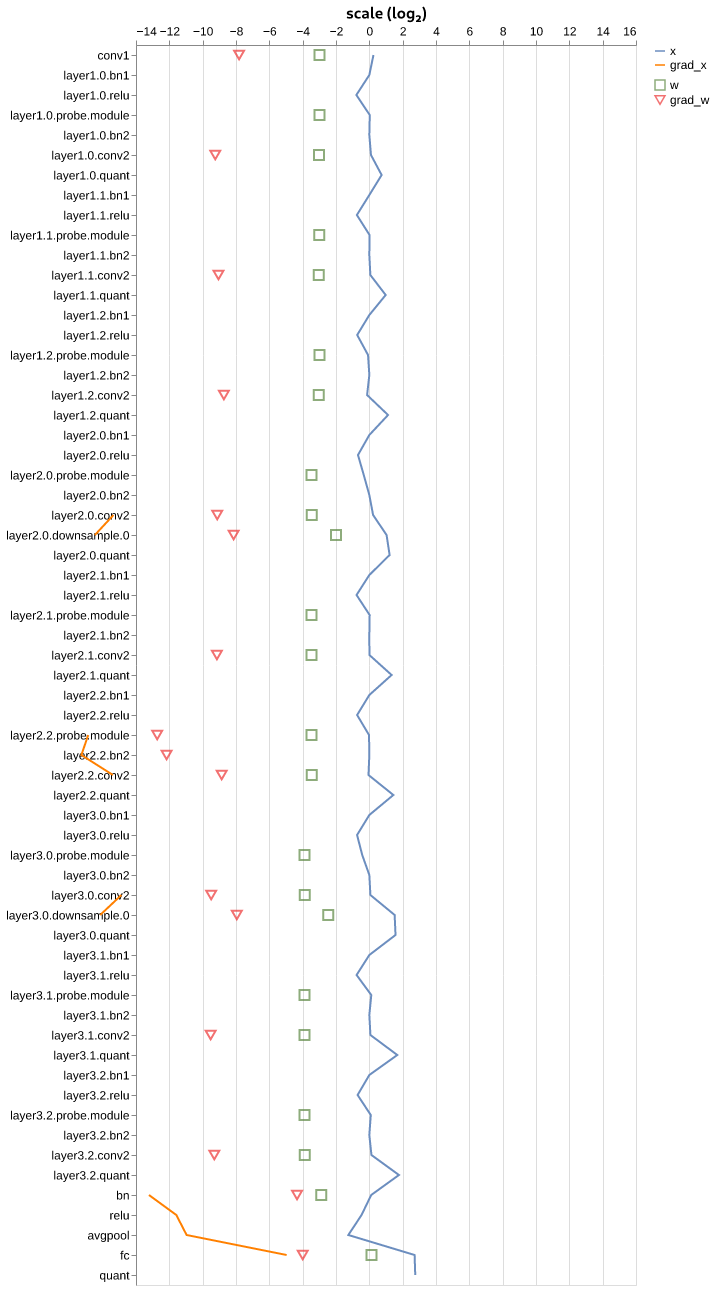 scale (log₂)
−14 −12 −10 −8 −6 −4 −2 0 2 4 6 8 10 12 14 16
x
grad_x
w
grad_w
conv1
layer1.0.bn1
layer1.0.relu
layer1.0.probe.module
layer1.0.bn2
layer1.0.conv2
layer1.0.quant
layer1.1.bn1
layer1.1.relu
layer1.1.probe.module
layer1.1.bn2
layer1.1.conv2
layer1.1.quant
layer1.2.bn1
layer1.2.relu
layer1.2.probe.module
layer1.2.bn2
layer1.2.conv2
layer1.2.quant
layer2.0.bn1
layer2.0.relu
layer2.0.probe.module
layer2.0.bn2
layer2.0.conv2
layer2.0.downsample.0
layer2.0.quant
layer2.1.bn1
layer2.1.relu
layer2.1.probe.module
layer2.1.bn2
layer2.1.conv2
layer2.1.quant
layer2.2.bn1
layer2.2.relu
layer2.2.probe.module
layer2.2.bn2
layer2.2.conv2
layer2.2.quant
layer3.0.bn1
layer3.0.relu
layer3.0.probe.module
layer3.0.bn2
layer3.0.conv2
layer3.0.downsample.0
layer3.0.quant
layer3.1.bn1
layer3.1.relu
layer3.1.probe.module
layer3.1.bn2
layer3.1.conv2
layer3.1.quant
layer3.2.bn1
layer3.2.relu
layer3.2.probe.module
layer3.2.bn2
layer3.2.conv2
layer3.2.quant
bn
relu
avgpool
fc
quant